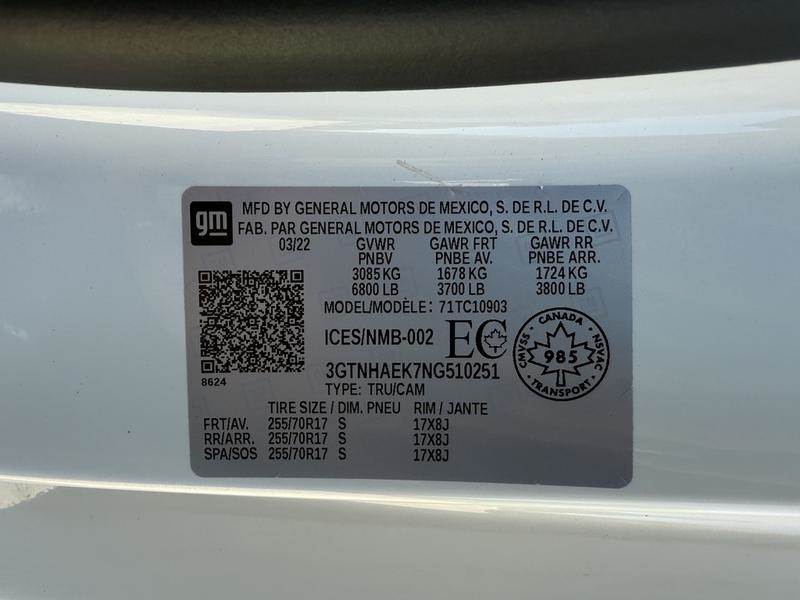 gm MFD BY GENERAL MOTORS DE MEXICO, S. DE R.L. DE C.V.
FAB. PAR GENERAL MOTORS DE MEXICO, S. DE R.L. DE C.V.
03/22 GVWR GAWR FRT GAWR RR
PNBV PNBE AV. PNBE ARR.
3085 KG 1678 KG 1724 KG
6800 LB 3700 LB 3800 LB
MODEL/MODÈLE: 71TC10903
ICES/NMB-002 EC
CANADA
CMVSS 985 NSVAC
TRANSPORT
3GTNHAEK7NG510251
8624
TYPE: TRU/CAM
TIRE SIZE / DIM. PNEU RIM / JANTE
FRT/AV. 255/70R17 S 17X8J
RR/ARR. 255/70R17 S 17X8J
SPA/SOS 255/70R17 S 17X8J